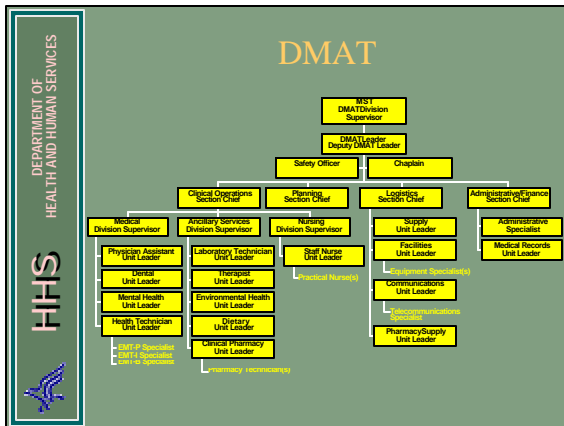 DEPARTMENT OF
HEALTH AND HUMAN SERVICES
HHS
DMAT
MST
DMATDivision
Supervisor
DMATLeader
Deputy DMAT Leader
Safety Officer
Chaplain
Clinical Operations
Section Chief
Planning
Section Chief
Logistics
Section Chief
Administrative/Finance
Section Chief
Medical
Division Supervisor
Ancillary Services
Division Supervisor
Nursing
Division Supervisor
Supply
Unit Leader
Administrative
Specialist
Physician Assistant
Unit Leader
Laboratory Technician
Unit Leader
Staff Nurse
Unit Leader
Facilities
Unit Leader
Medical Records
Unit Leader
Dental
Unit Leader
Therapist
Unit Leader
Practical Nurse(s)
Equipment Specialist(s)
Mental Health
Unit Leader
Environmental Health
Unit Leader
Communications
Unit Leader
Health Technician
Unit Leader
Dietary
Unit Leader
Telecommunications
Specialist
EMT-P Specialist
EMT-I Specialist
EMT-B Specialist
Clinical Pharmacy
Unit Leader
PharmacySupply
Unit Leader
Pharmacy Technician(s)